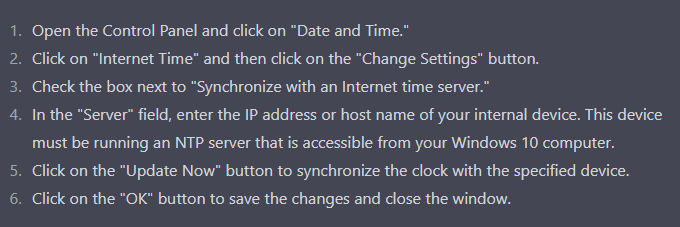 1. Open the Control Panel and click on "Date and Time."
2. Click on "Internet Time" and then click on the "Change Settings" button.
3. Check the box next to "Synchronize with an Internet time server."
4. In the "Server" field, enter the IP address or host name of your internal device. This device
must be running an NTP server that is accessible from your Windows 10 computer.
5. Click on the "Update Now" button to synchronize the clock with the specified device.
6. Click on the "OK" button to save the changes and close the window.